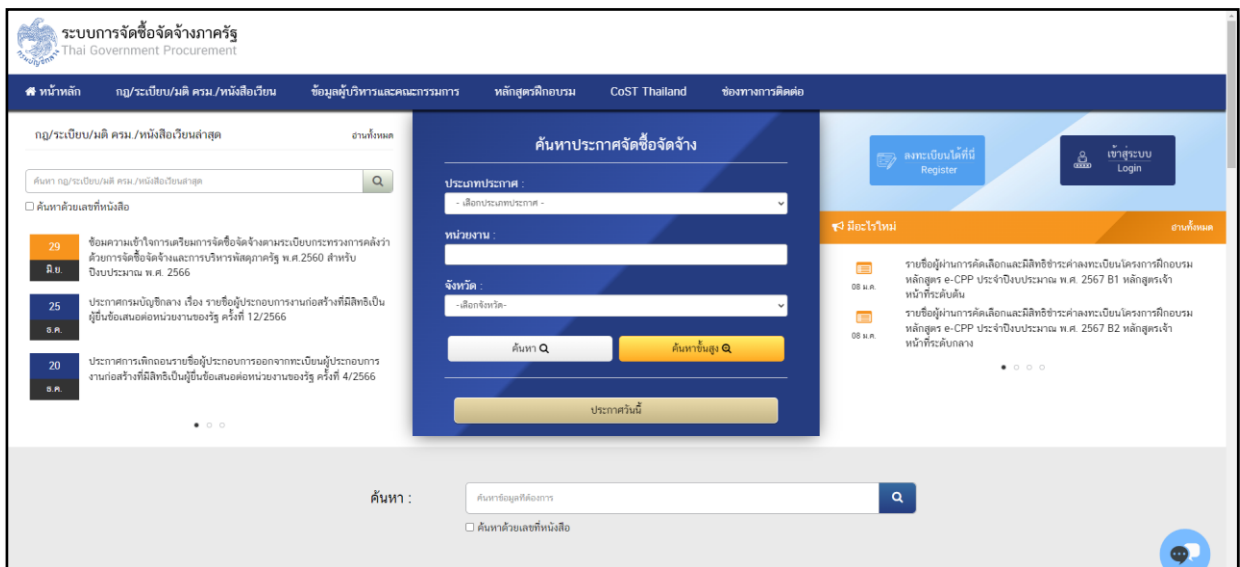 ระบบการจัดซื้อจัดจ้างภาครัฐ
Thai Government Procurement
หน้าหลัก กฎ/ระเบียบ/มติ ครม./หนังสือเวียน ข้อมูลผู้บริหารและคณะกรรมการ หลักสูตรฝึกอบรม CoST Thailand ช่องทางการติดต่อ
กฎ/ระเบียบ/มติ ครม./หนังสือเวียนล่าสุด อ่านทั้งหมด
ค้นหา กฎ/ระเบียบ/มติ ครม./หนังสือเวียนล่าสุด
ค้นหาด้วยเลขที่หนังสือ
29
มิ.ย.
ซ้อมความเข้าใจการเตรียมการจัดซื้อจัดจ้างตามระเบียบกระทรวงการคลังว่า
ด้วยการจัดซื้อจัดจ้างและการบริหารพัสดุภาครัฐ พ.ศ.2560 สำหรับ
ปีงบประมาณ พ.ศ. 2566
25
ธ.ค.
ประกาศกรมบัญชีกลาง เรื่อง รายชื่อผู้ประกอบการงานก่อสร้างที่มีสิทธิเป็น
ผู้ยื่นข้อเสนอต่อหน่วยงานของรัฐ ครั้งที่ 12/2566
20
ธ.ค.
ประกาศการเพิกถอนรายชื่อผู้ประกอบการออกจากทะเบียนผู้ประกอบการ
งานก่อสร้างที่มีสิทธิเป็นผู้ยื่นข้อเสนอต่อหน่วยงานของรัฐ ครั้งที่ 4/2566
ค้นหาประกาศจัดซื้อจัดจ้าง
ประเภทประกาศ :
- เลือกประเภทประกาศ -
หน่วยงาน :
จังหวัด :
-เลือกจังหวัด-
ค้นหา ค้นหาขั้นสูง
ประกาศวันนี้
ลงทะเบียนได้ที่นี่
Register
เข้าสู่ระบบ
Login
มีอะไรใหม่ อ่านทั้งหมด
08 ม.ค.
รายชื่อผู้ผ่านการคัดเลือกและมีสิทธิชำระค่าลงทะเบียนโครงการฝึกอบรม
หลักสูตร e-CPP ประจำปีงบประมาณ พ.ศ. 2567 B1 หลักสูตรเจ้า
หน้าที่ระดับต้น
08 ม.ค.
รายชื่อผู้ผ่านการคัดเลือกและมีสิทธิชำระค่าลงทะเบียนโครงการฝึกอบรม
หลักสูตร e-CPP ประจำปีงบประมาณ พ.ศ. 2567 B2 หลักสูตรเจ้า
หน้าที่ระดับกลาง
ค้นหา :
ค้นหาข้อมูลที่ต้องการ
ค้นหาด้วยเลขที่หนังสือ